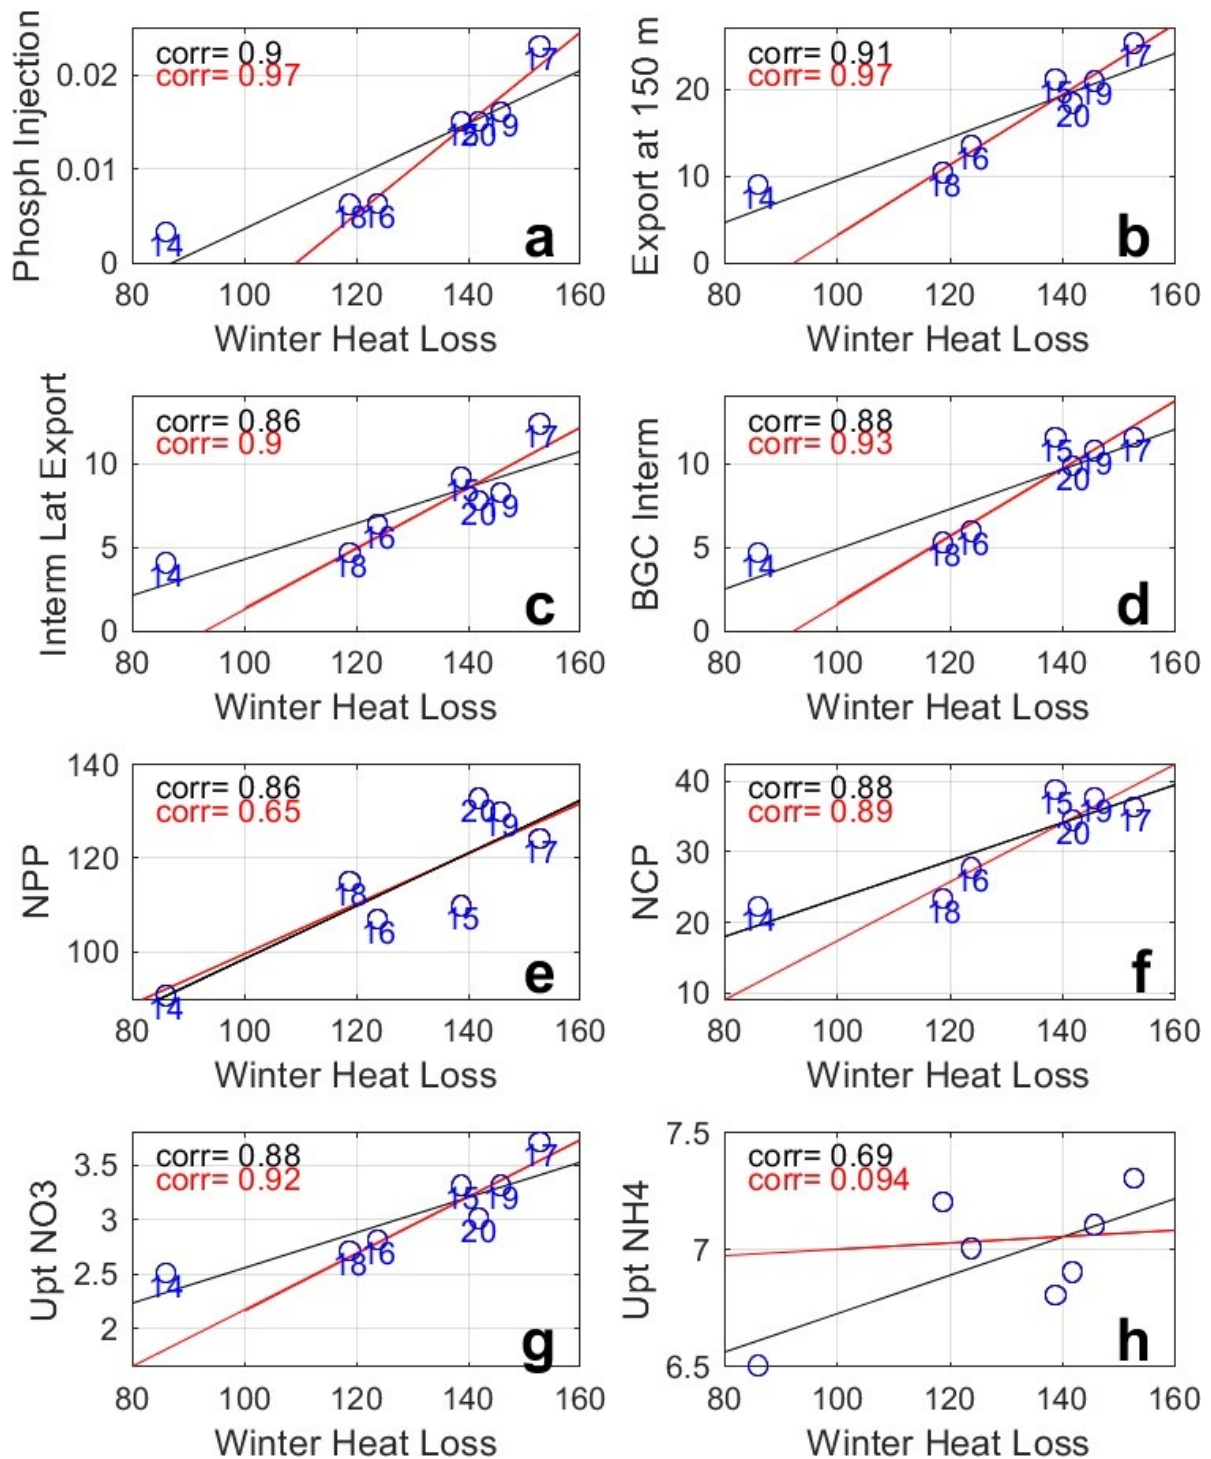 Phosph Injection
corr= 0.9
corr= 0.97
0.02
0.01
0
14
18
16
15
20
19
17
a
80 100 120 140 160
Winter Heat Loss
Export at 150 m
corr= 0.91
corr= 0.97
20
10
0
14
18
16
15
20
19
17
b
80 100 120 140 160
Winter Heat Loss
Interm Lat Export
corr= 0.86
corr= 0.9
10
5
0
14
18
16
15
20
19
17
c
80 100 120 140 160
Winter Heat Loss
BGC Interm
corr= 0.88
corr= 0.93
10
5
0
14
18
16
15
20
19
17
d
80 100 120 140 160
Winter Heat Loss
NPP
corr= 0.86
corr= 0.65
140
120
100
14
18
16
15
20
19
17
e
80 100 120 140 160
Winter Heat Loss
NCP
corr= 0.88
corr= 0.89
40
30
20
10
14
18
16
15
20
19
17
f
80 100 120 140 160
Winter Heat Loss
Upt NO3
corr= 0.88
corr= 0.92
3.5
3
2.5
2
14
18
16
15
20
19
17
g
80 100 120 140 160
Winter Heat Loss
Upt NH4
corr= 0.69
corr= 0.094
7.5
7
6.5
h
80 100 120 140 160
Winter Heat Loss